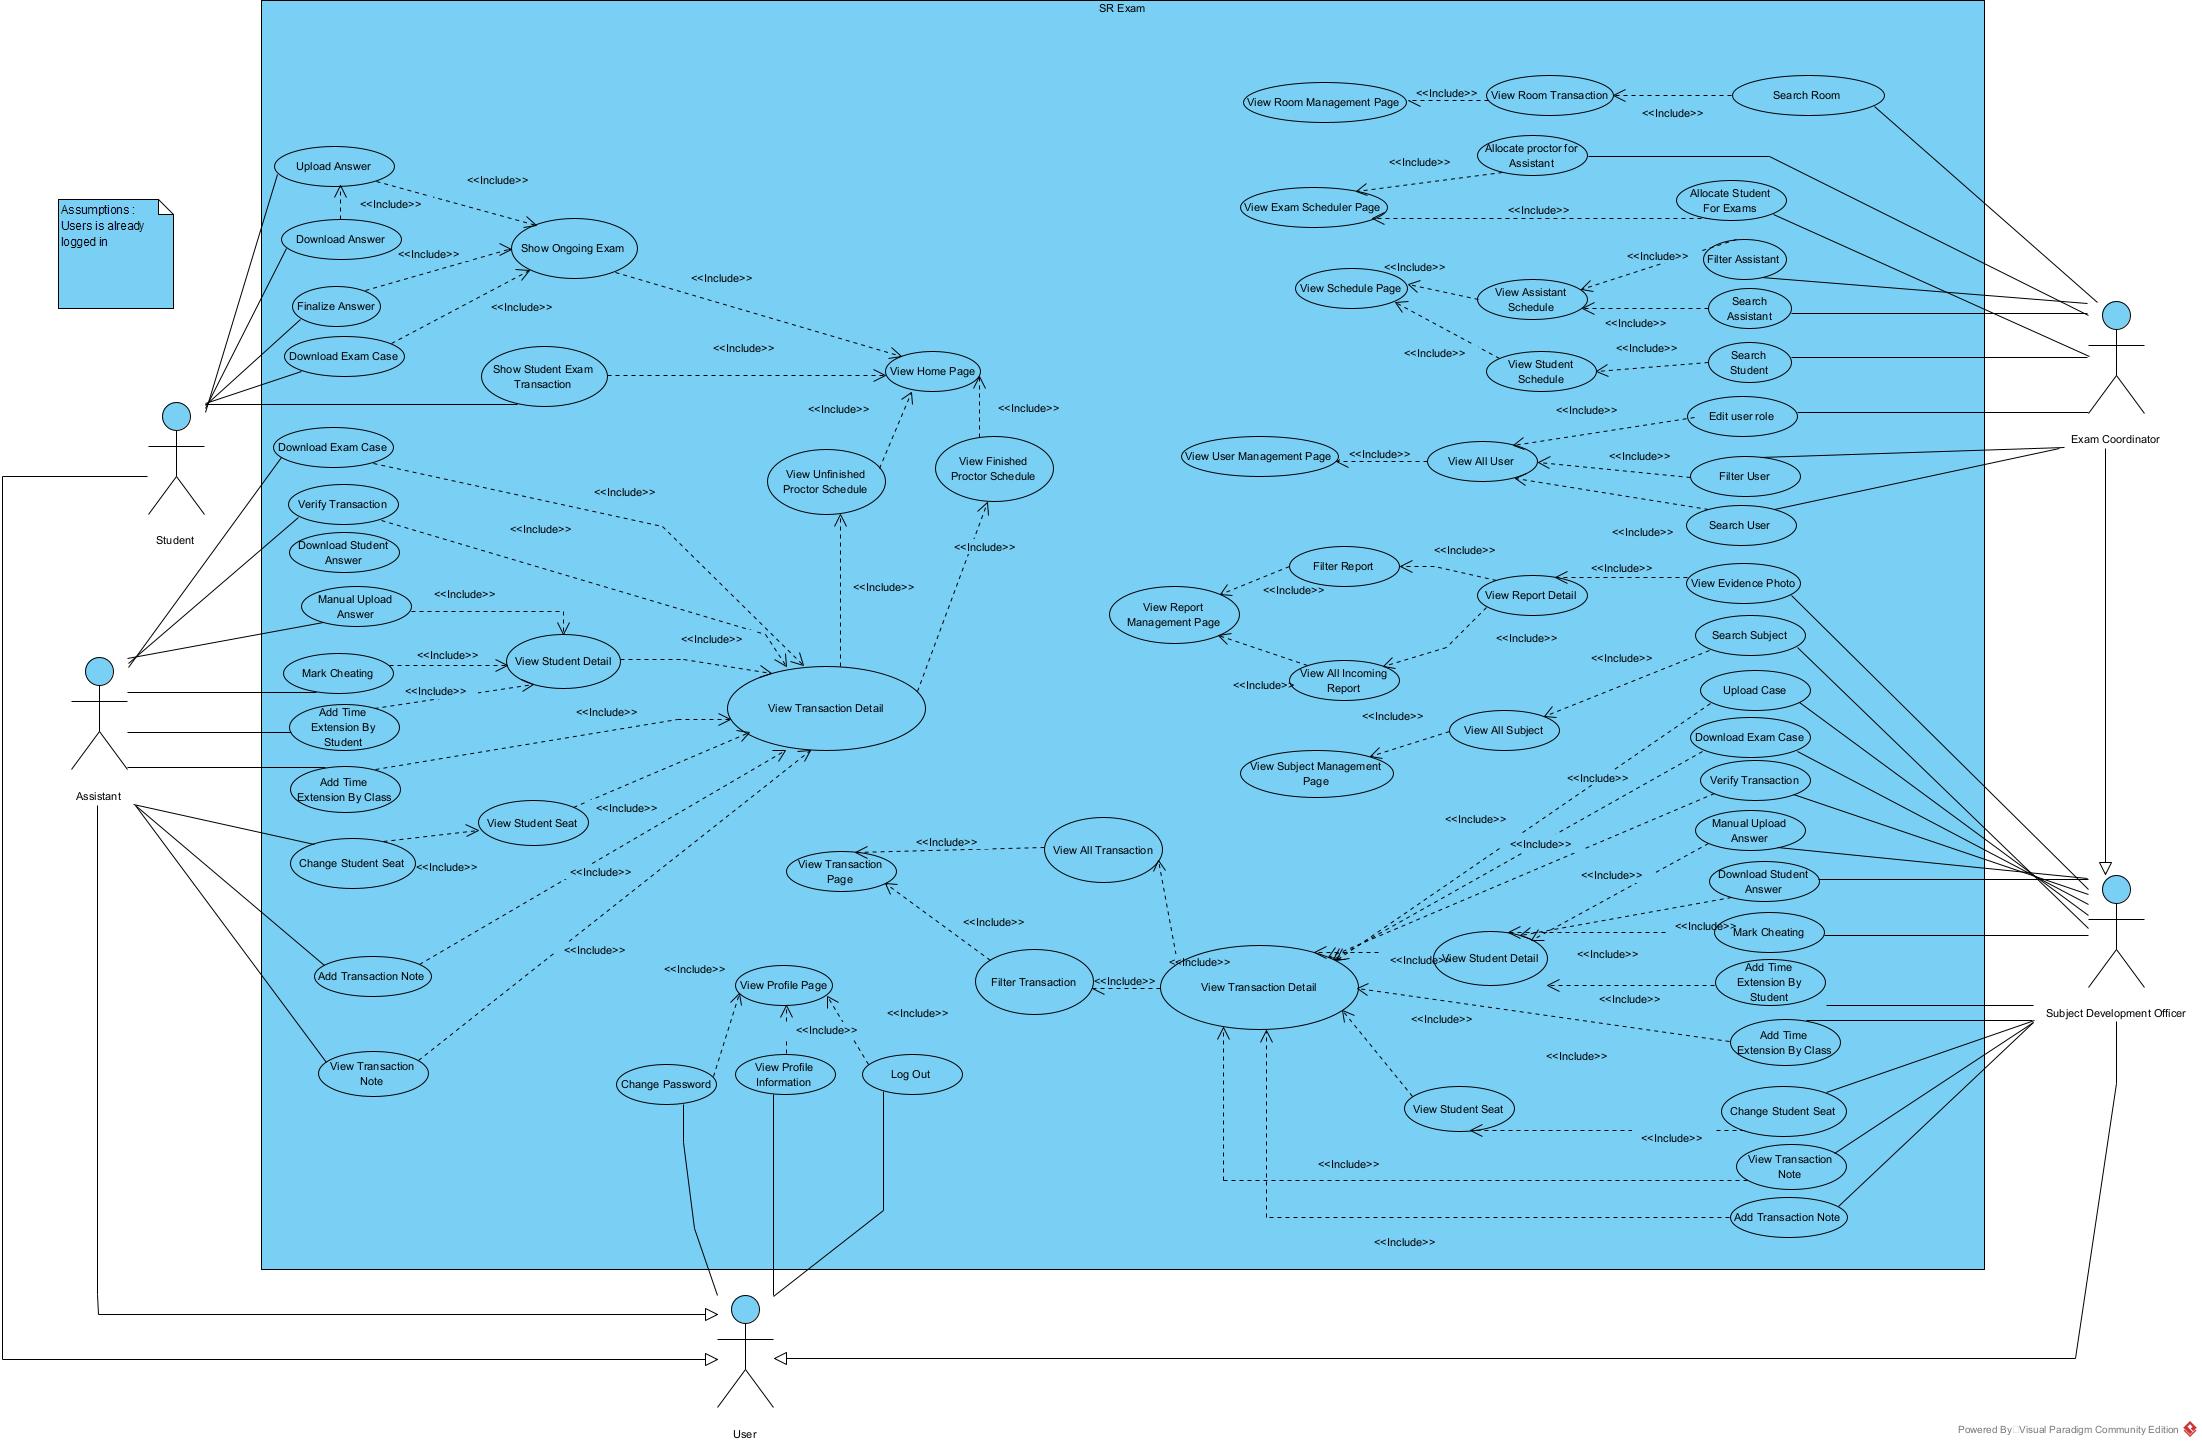 SR Exam
Assumptions :
Users is already
logged in
Student
Assistant
User
Exam Coordinator
Subject Development Officer
Upload Answer
<<Include>>
<<Include>>
Download Answer
<<Include>>
Show Ongoing Exam
<<Include>>
Finalize Answer
<<Include>>
Download Exam Case
<<Include>>
Show Student Exam
Transaction
View Home Page
<<Include>>
<<Include>>
Download Exam Case
View Unfinished
Proctor Schedule
View Finished
Proctor Schedule
<<Include>>
Verify Transaction
<<Include>>
Download Student
Answer
<<Include>>
<<Include>>
Manual Upload
Answer
<<Include>>
<<Include>>
Mark Cheating
<<Include>>
View Student Detail
<<Include>>
Add Time
Extension By
Student
<<Include>>
View Transaction Detail
Add Time
Extension By Class
<<Include>>
View Student Seat
Change Student Seat
<<Include>>
<<Include>>
<<Include>>
Add Transaction Note
View Transaction
Note
View Transaction
Page
<<Include>>
View All Transaction
<<Include>>
Filter Transaction
<<Include>>
<<Include>>
View Transaction Detail
<<Include>>
View Profile Page
<<Include>>
<<Include>>
Change Password
View Profile
Information
Log Out
View Room Management Page
<<Include>>
View Room Transaction
<<Include>>
Search Room
Allocate proctor for
Assistant
<<Include>>
View Exam Scheduler Page
<<Include>>
Allocate Student
For Exams
Filter Assistant
<<Include>>
<<Include>>
View Schedule Page
View Assistant
Schedule
Search
Assistant
<<Include>>
<<Include>>
<<Include>>
View Student
Schedule
Search
Student
<<Include>>
Edit user role
View User Management Page
<<Include>>
View All User
<<Include>>
Filter User
<<Include>>
Search User
Filter Report
<<Include>>
<<Include>>
View Evidence Photo
<<Include>>
View Report Detail
View Report
Management Page
<<Include>>
Search Subject
<<Include>>
<<Include>>
View All Incoming
Report
Upload Case
<<Include>>
View All Subject
Download Exam Case
View Subject Management
Page
<<Include>>
Verify Transaction
<<Include>>
<<Include>>
Manual Upload
Answer
<<Include>>
Download Student
Answer
<<Include>>
Mark Cheating
<<Include>>
View Student Detail
<<Include>>
Add Time
Extension By
Student
<<Include>>
<<Include>>
Add Time
Extension By Class
<<Include>>
View Student Seat
Change Student Seat
<<Include>>
<<Include>>
View Transaction
Note
Add Transaction Note
<<Include>>
Powered By Visual Paradigm Community Edition